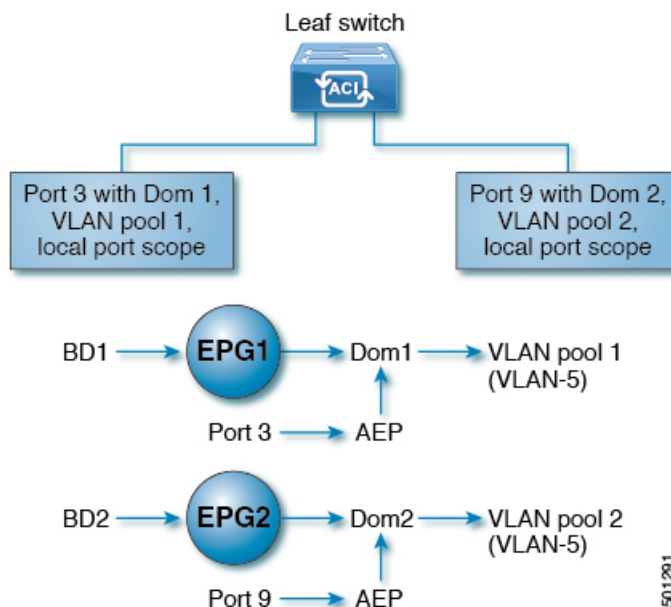 Leaf switch
ACI
Port 3 with Dom 1,
VLAN pool 1,
local port scope
Port 9 with Dom 2,
VLAN pool 2,
local port scope
BD1 EPG1 Dom1 VLAN pool 1
(VLAN-5)
Port 3 AEP
BD2 EPG2 Dom2 VLAN pool 2
(VLAN-5)
Port 9 AEP
501291